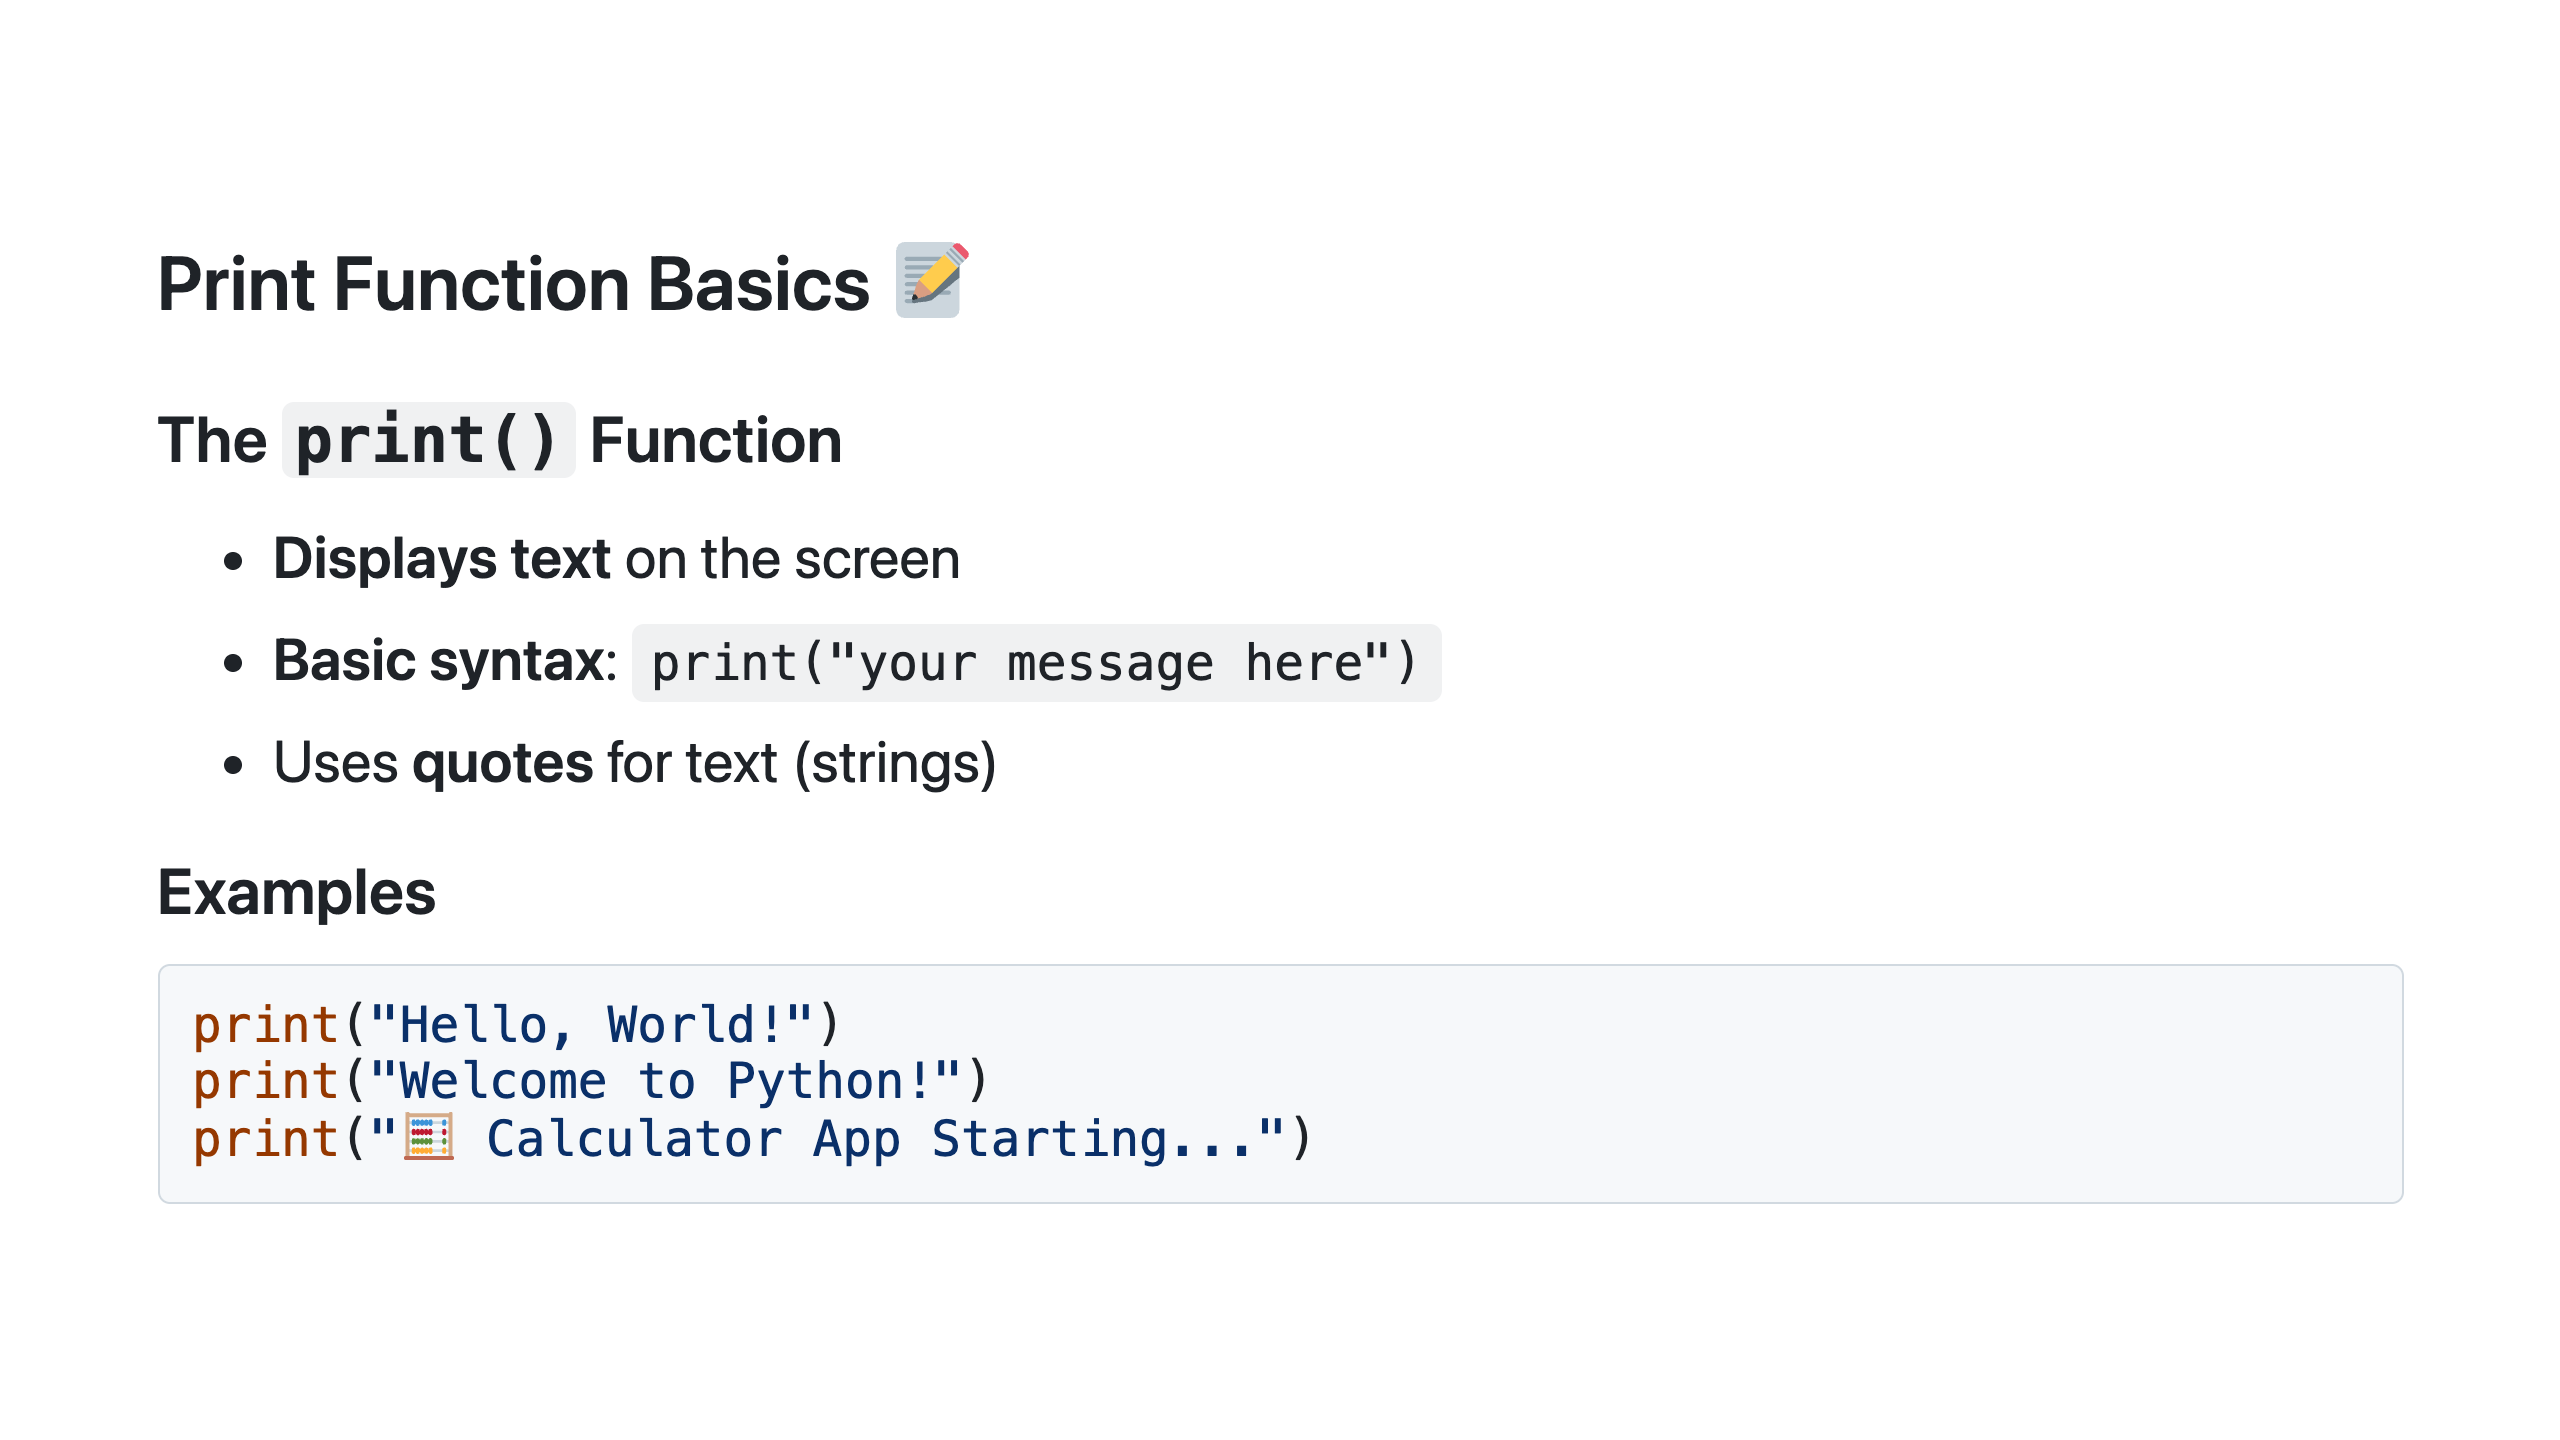 Print Function Basics 📝
The print() Function
• Displays text on the screen
• Basic syntax: print("your message here")
• Uses quotes for text (strings)
Examples
print("Hello, World!")
print("Welcome to Python!")
print("🧮 Calculator App Starting...")